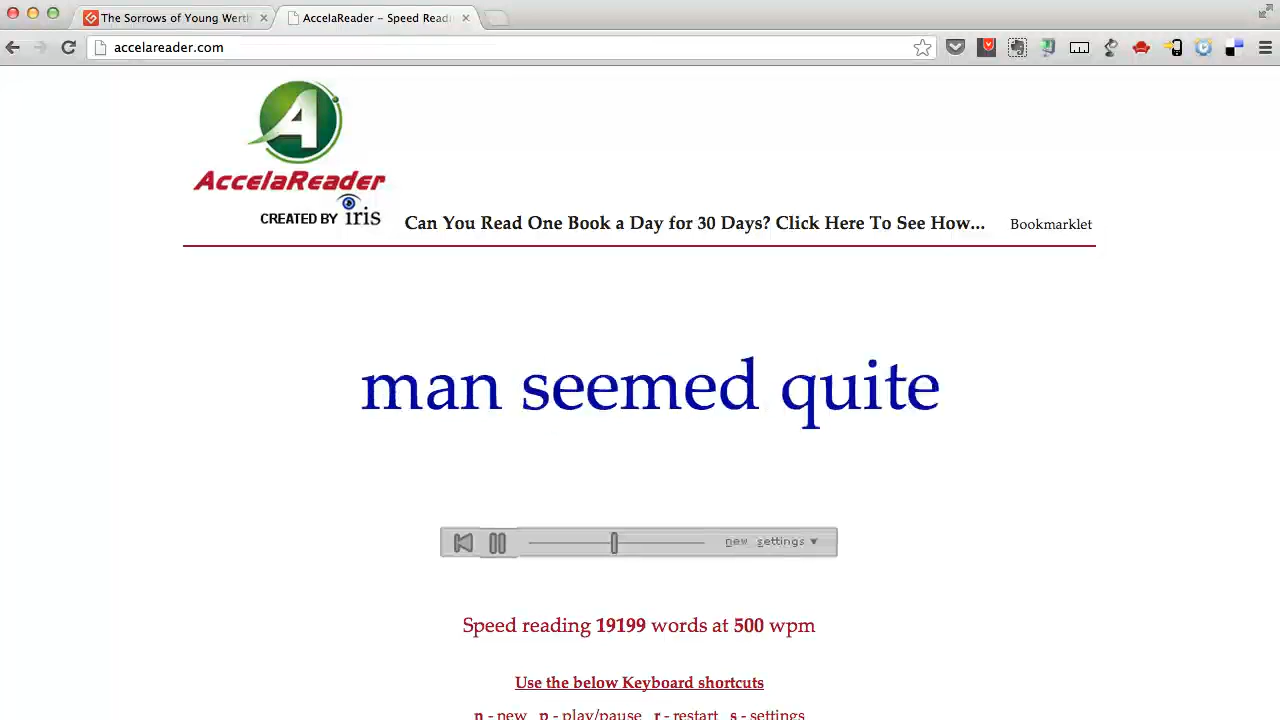 The Sorrows of Young Werth
AccelaReader – Speed Readi
accelareader.com
A
AccelaReader
CREATED BY iris
Can You Read One Book a Day for 30 Days? Click Here To See How...
Bookmarklet
man seemed quite
new settings ▼
Speed reading 19199 words at 500 wpm
Use the below Keyboard shortcuts
n - new p - play/pause r - restart s - settings